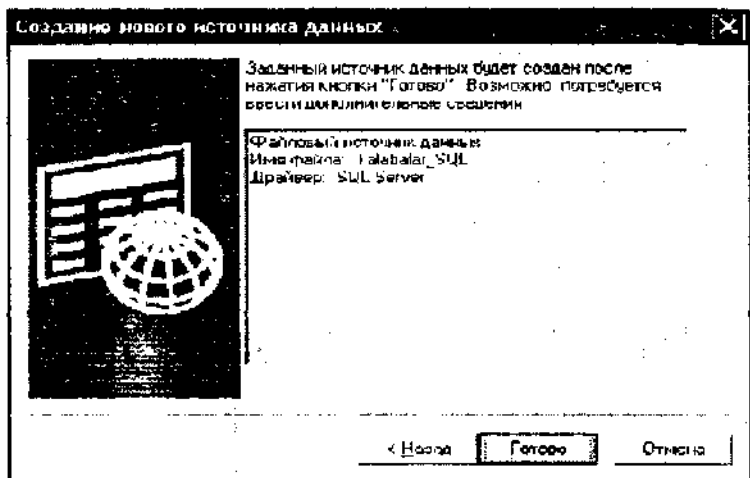 Создание нового источника данных
Заданный источник данных будет создан после
нажатия кнопки "Готово". Возможно, потребуется
ввести дополнительные сведения
Файловый источник данных
Имя файла: Talabalar_SQL
Драйвер: SQL Server
< Назад
Готово
Отмена